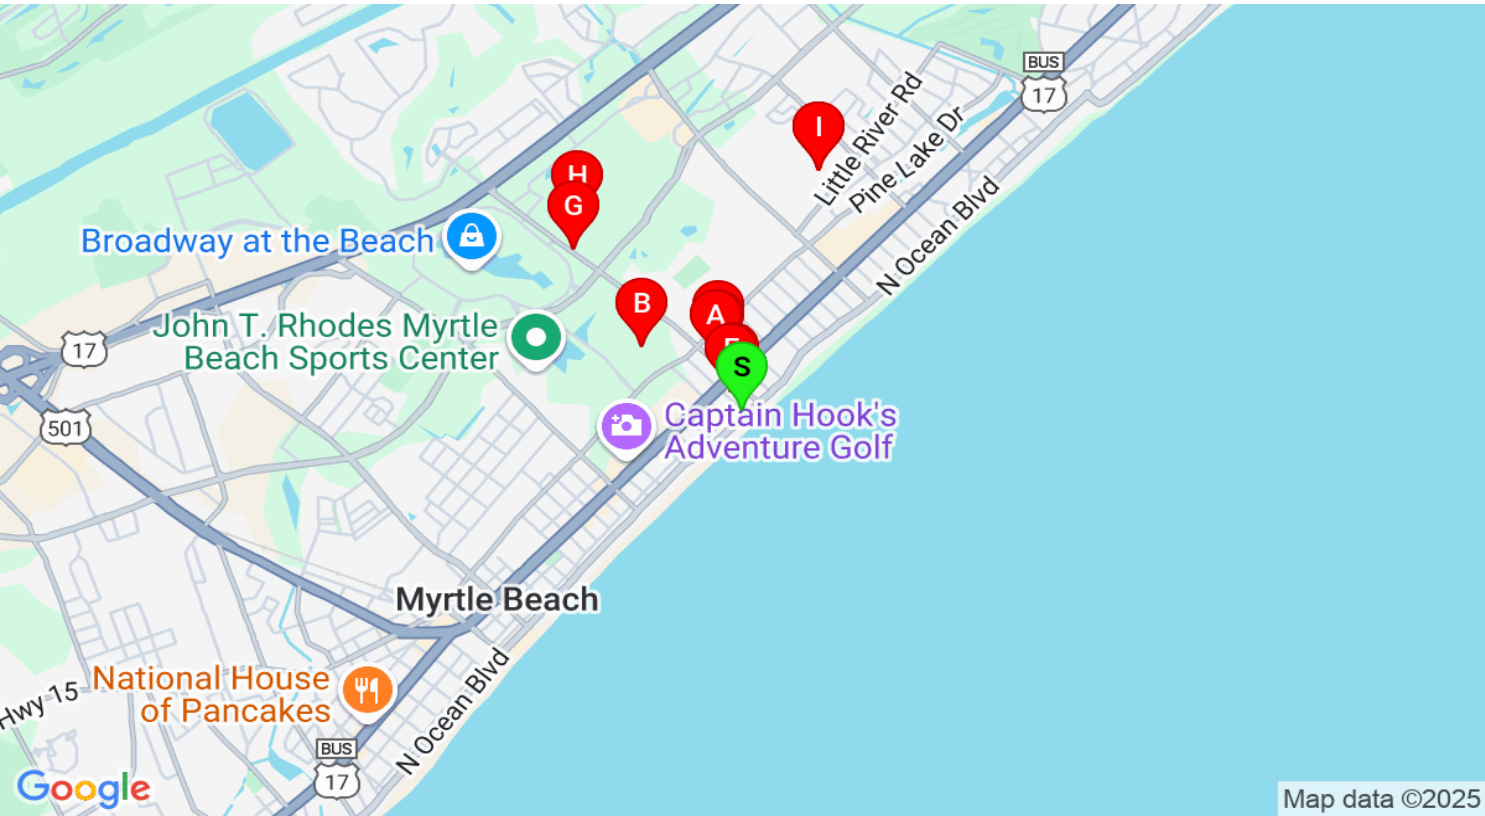 BUS
17
I
Little River Rd
Pine Lake Dr
H
G
N Ocean Blvd
Broadway at the Beach
B
A
John T. Rhodes Myrtle
Beach Sports Center
17
S
501
Captain Hook's
Adventure Golf
Myrtle Beach
National House
of Pancakes
Hwy 15
N Ocean Blvd
BUS
17
Google
Map data ©2025